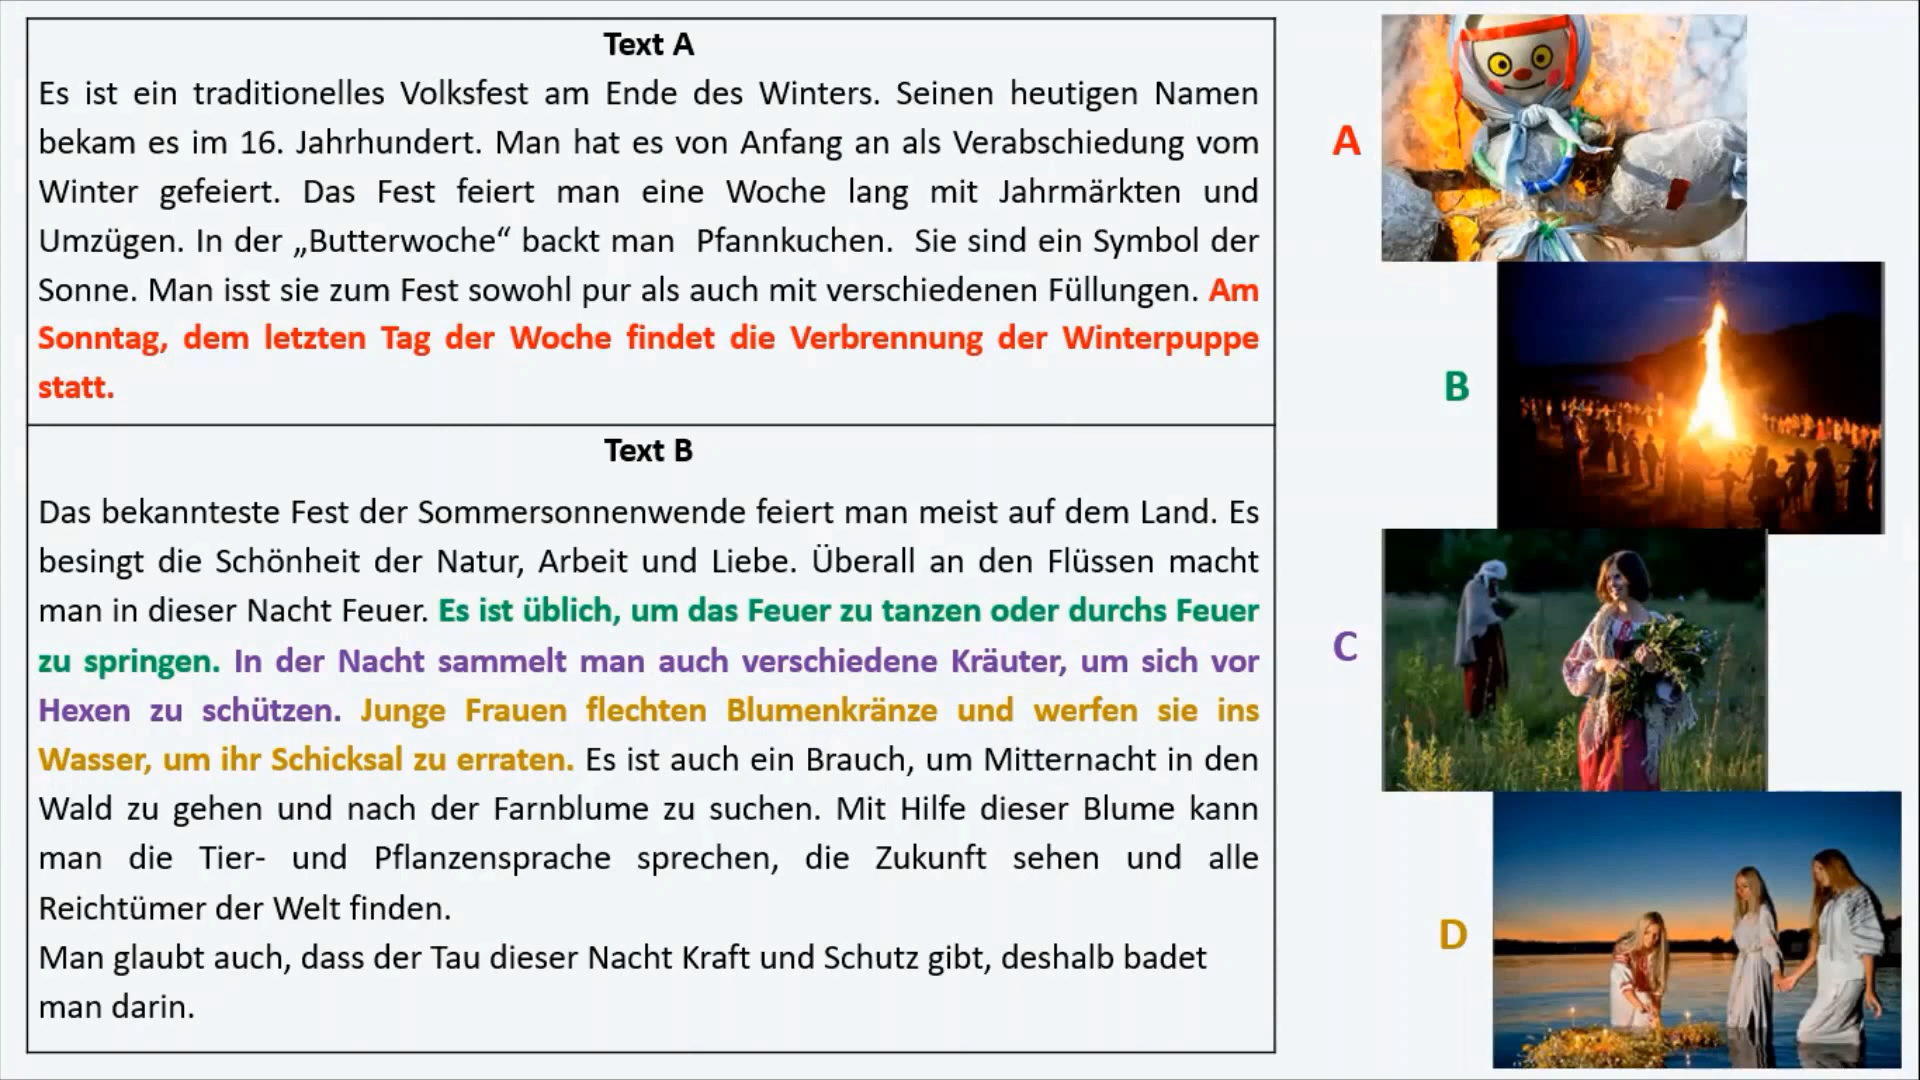 Text A
Es ist ein traditionelles Volksfest am Ende des Winters. Seinen heutigen Namen
bekam es im 16. Jahrhundert. Man hat es von Anfang an als Verabschiedung vom
Winter gefeiert. Das Fest feiert man eine Woche lang mit Jahrmärkten und
Umzügen. In der „Butterwoche“ backt man Pfannkuchen. Sie sind ein Symbol der
Sonne. Man isst sie zum Fest sowohl pur als auch mit verschiedenen Füllungen. Am
Sonntag, dem letzten Tag der Woche findet die Verbrennung der Winterpuppe
statt.
Text B
Das bekannteste Fest der Sommersonnenwende feiert man meist auf dem Land. Es
besingt die Schönheit der Natur, Arbeit und Liebe. Überall an den Flüssen macht
man in dieser Nacht Feuer. Es ist üblich, um das Feuer zu tanzen oder durchs Feuer
zu springen. In der Nacht sammelt man auch verschiedene Kräuter, um sich vor
Hexen zu schützen. Junge Frauen flechten Blumenkränze und werfen sie ins
Wasser, um ihr Schicksal zu erraten. Es ist auch ein Brauch, um Mitternacht in den
Wald zu gehen und nach der Farnblume zu suchen. Mit Hilfe dieser Blume kann
man die Tier- und Pflanzensprache sprechen, die Zukunft sehen und alle
Reichtümer der Welt finden.
Man glaubt auch, dass der Tau dieser Nacht Kraft und Schutz gibt, deshalb badet
man darin.
A
B
C
D